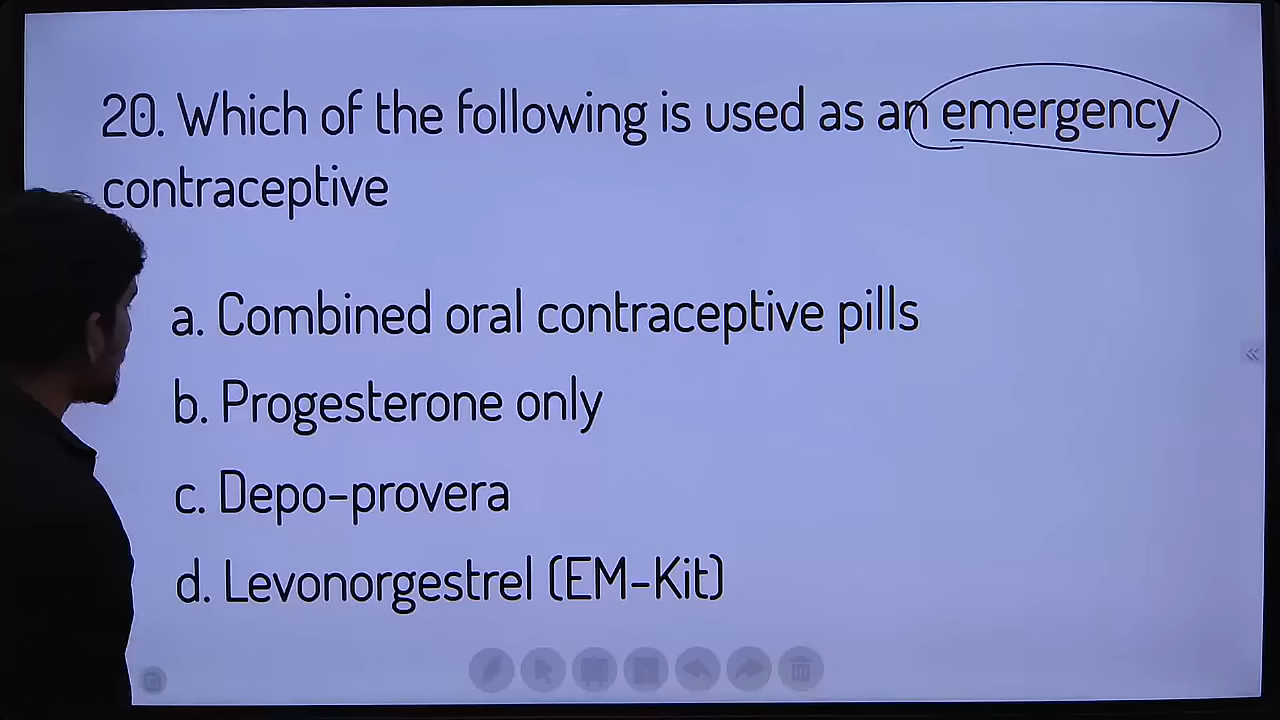 20. Which of the following is used as an emergency
contraceptive
a. Combined oral contraceptive pills
b. Progesterone only
c. Depo-provera
d. Levonorgestrel (EM-Kit)